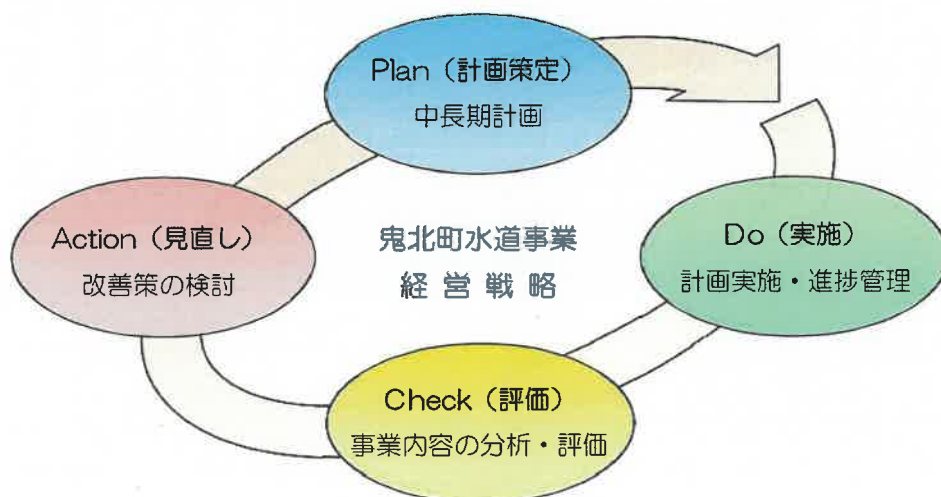 Plan（計画策定）
中長期計画
Action（見直し）
改善策の検討
鬼北町水道事業
経営戦略
Do（実施）
計画実施・進捗管理
Check（評価）
事業内容の分析・評価